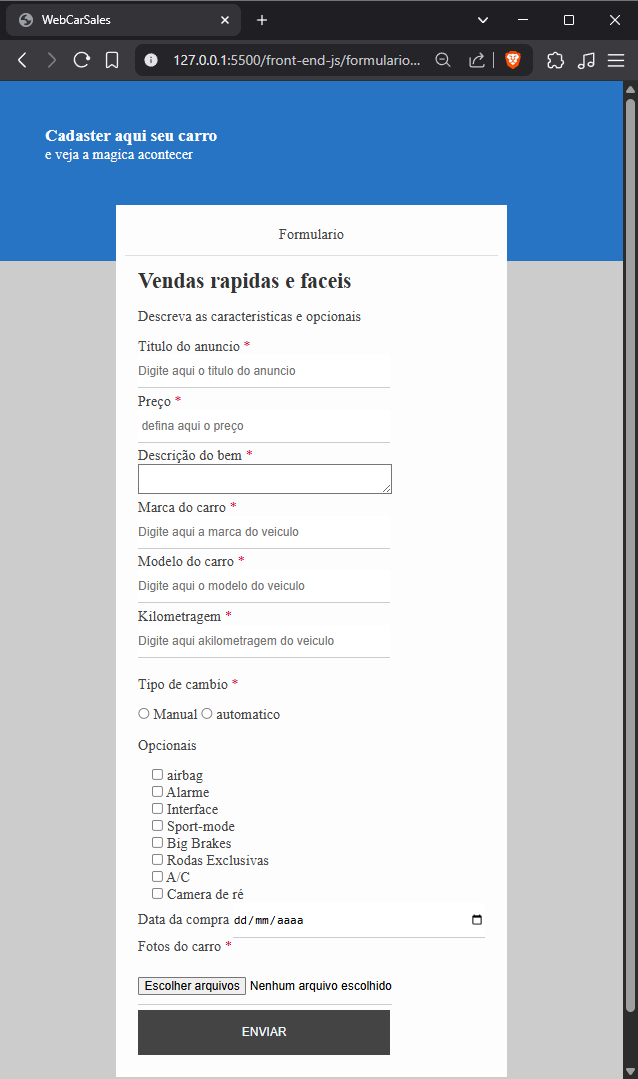 WebCarSales
127.0.0.1:5500/front-end-js/formulario...
Cadaster aqui seu carro
e veja a magica acontecer
Formulario
Vendas rapidas e faceis
Descreva as caracteristicas e opcionais
Titulo do anuncio *
Digite aqui o titulo do anuncio
Preço *
defina aqui o preço
Descrição do bem *
Marca do carro *
Digite aqui a marca do veiculo
Modelo do carro *
Digite aqui o modelo do veiculo
Kilometragem *
Digite aqui akilometragem do veiculo
Tipo de cambio *
Manual automatico
Opcionais
airbag
Alarme
Interface
Sport-mode
Big Brakes
Rodas Exclusivas
A/C
Camera de ré
Data da compra dd/mm/aaaa
Fotos do carro *
Escolher arquivos Nenhum arquivo escolhido
ENVIAR